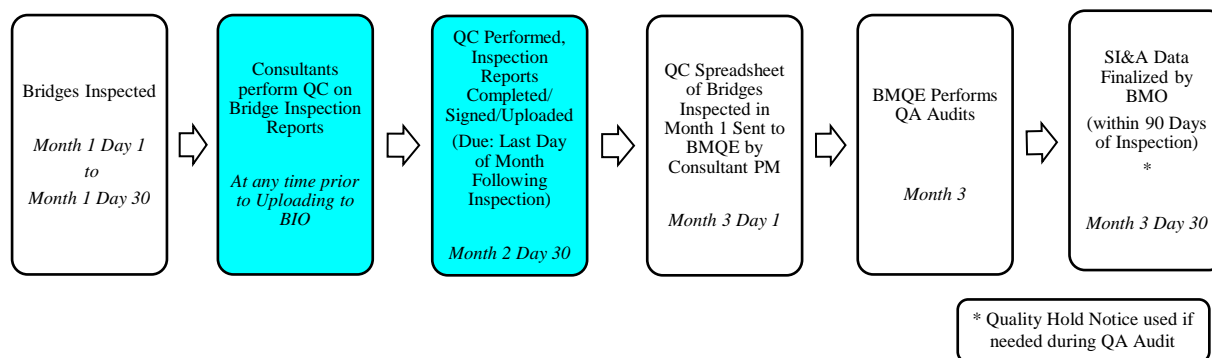 Bridges Inspected
Month 1 Day 1
to
Month 1 Day 30
Consultants
perform QC on
Bridge Inspection
Reports
At any time prior
to Uploading to
BIO
QC Performed,
Inspection
Reports
Completed/
Signed/Uploaded
(Due: Last Day
of Month
Following
Inspection)
Month 2 Day 30
QC Spreadsheet
of Bridges
Inspected in
Month 1 Sent to
BMQE by
Consultant PM
Month 3 Day 1
BMQE Performs
QA Audits
Month 3
SI&A Data
Finalized by
BMO
(within 90 Days
of Inspection)
*
Month 3 Day 30
* Quality Hold Notice used if
needed during QA Audit